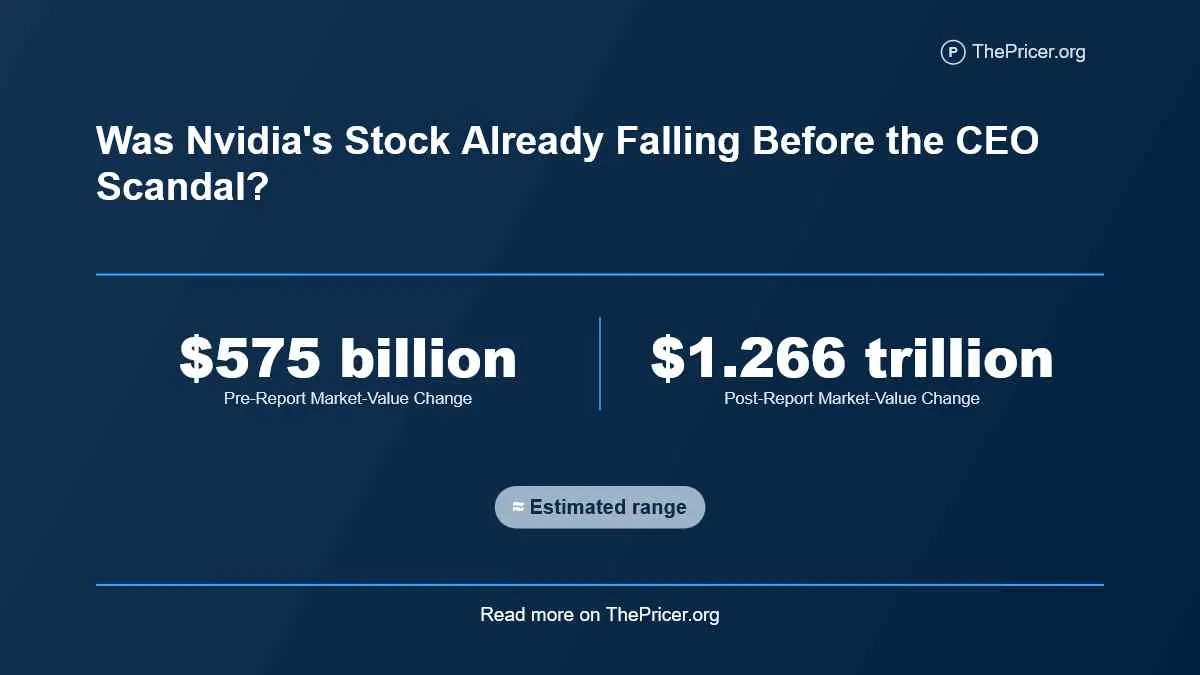 P ThePricer.org
Was Nvidia's Stock Already Falling Before the CEO
Scandal?
$575 billion
Pre-Report Market-Value Change
$1.266 trillion
Post-Report Market-Value Change
≈ Estimated range
Read more on ThePricer.org